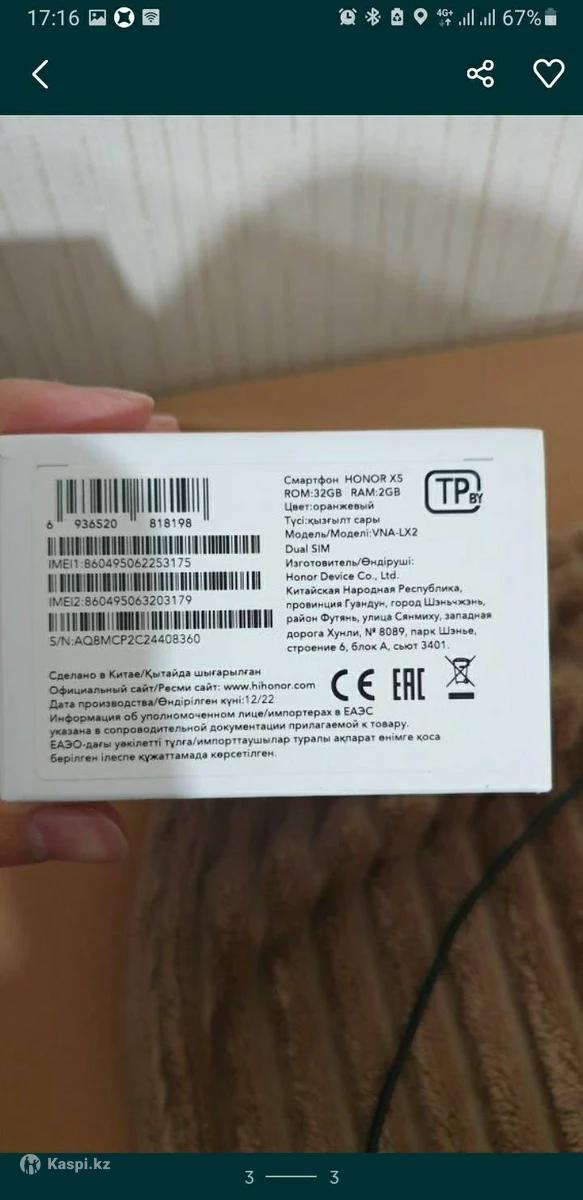 17:16
4G+
67%
6 936520 818198
IMEI1:860495062253175
IMEI2:860495063203179
S/N:AQ8MCP2C24408360
Смартфон HONOR X5
ROM:32GB RAM:2GB
Цвет:оранжевый
Түсі:қызғылт сары
Модель/Моделі:VNA-LX2
Dual SIM
Изготовитель/Өндіруші:
Honor Device Co., Ltd.
Китайская Народная Республика,
провинция Гуандун, город Шэньчжэнь,
район Футянь, улица Сянмиху, западная
дорога Хунли, № 8089, парк Шэнье,
строение 6, блок А, сьют 3401.
TP BY
Сделано в Китае/Қытайда шығарылған
Официальный сайт/Ресми сайт: www.hihonor.com
Дата производства/Өндірілген күні:12/22
Информация об уполномоченном лице/импортерах в ЕАЭС
указана в сопроводительной документации прилагаемой к товару.
ЕАЭО-дағы уәкілетті тұлға/импорттаушылар туралы ақпарат өнімге қоса
берілген ілеспе құжаттамада көрсетілген.
CE EAC
Kaspi.kz
3 3